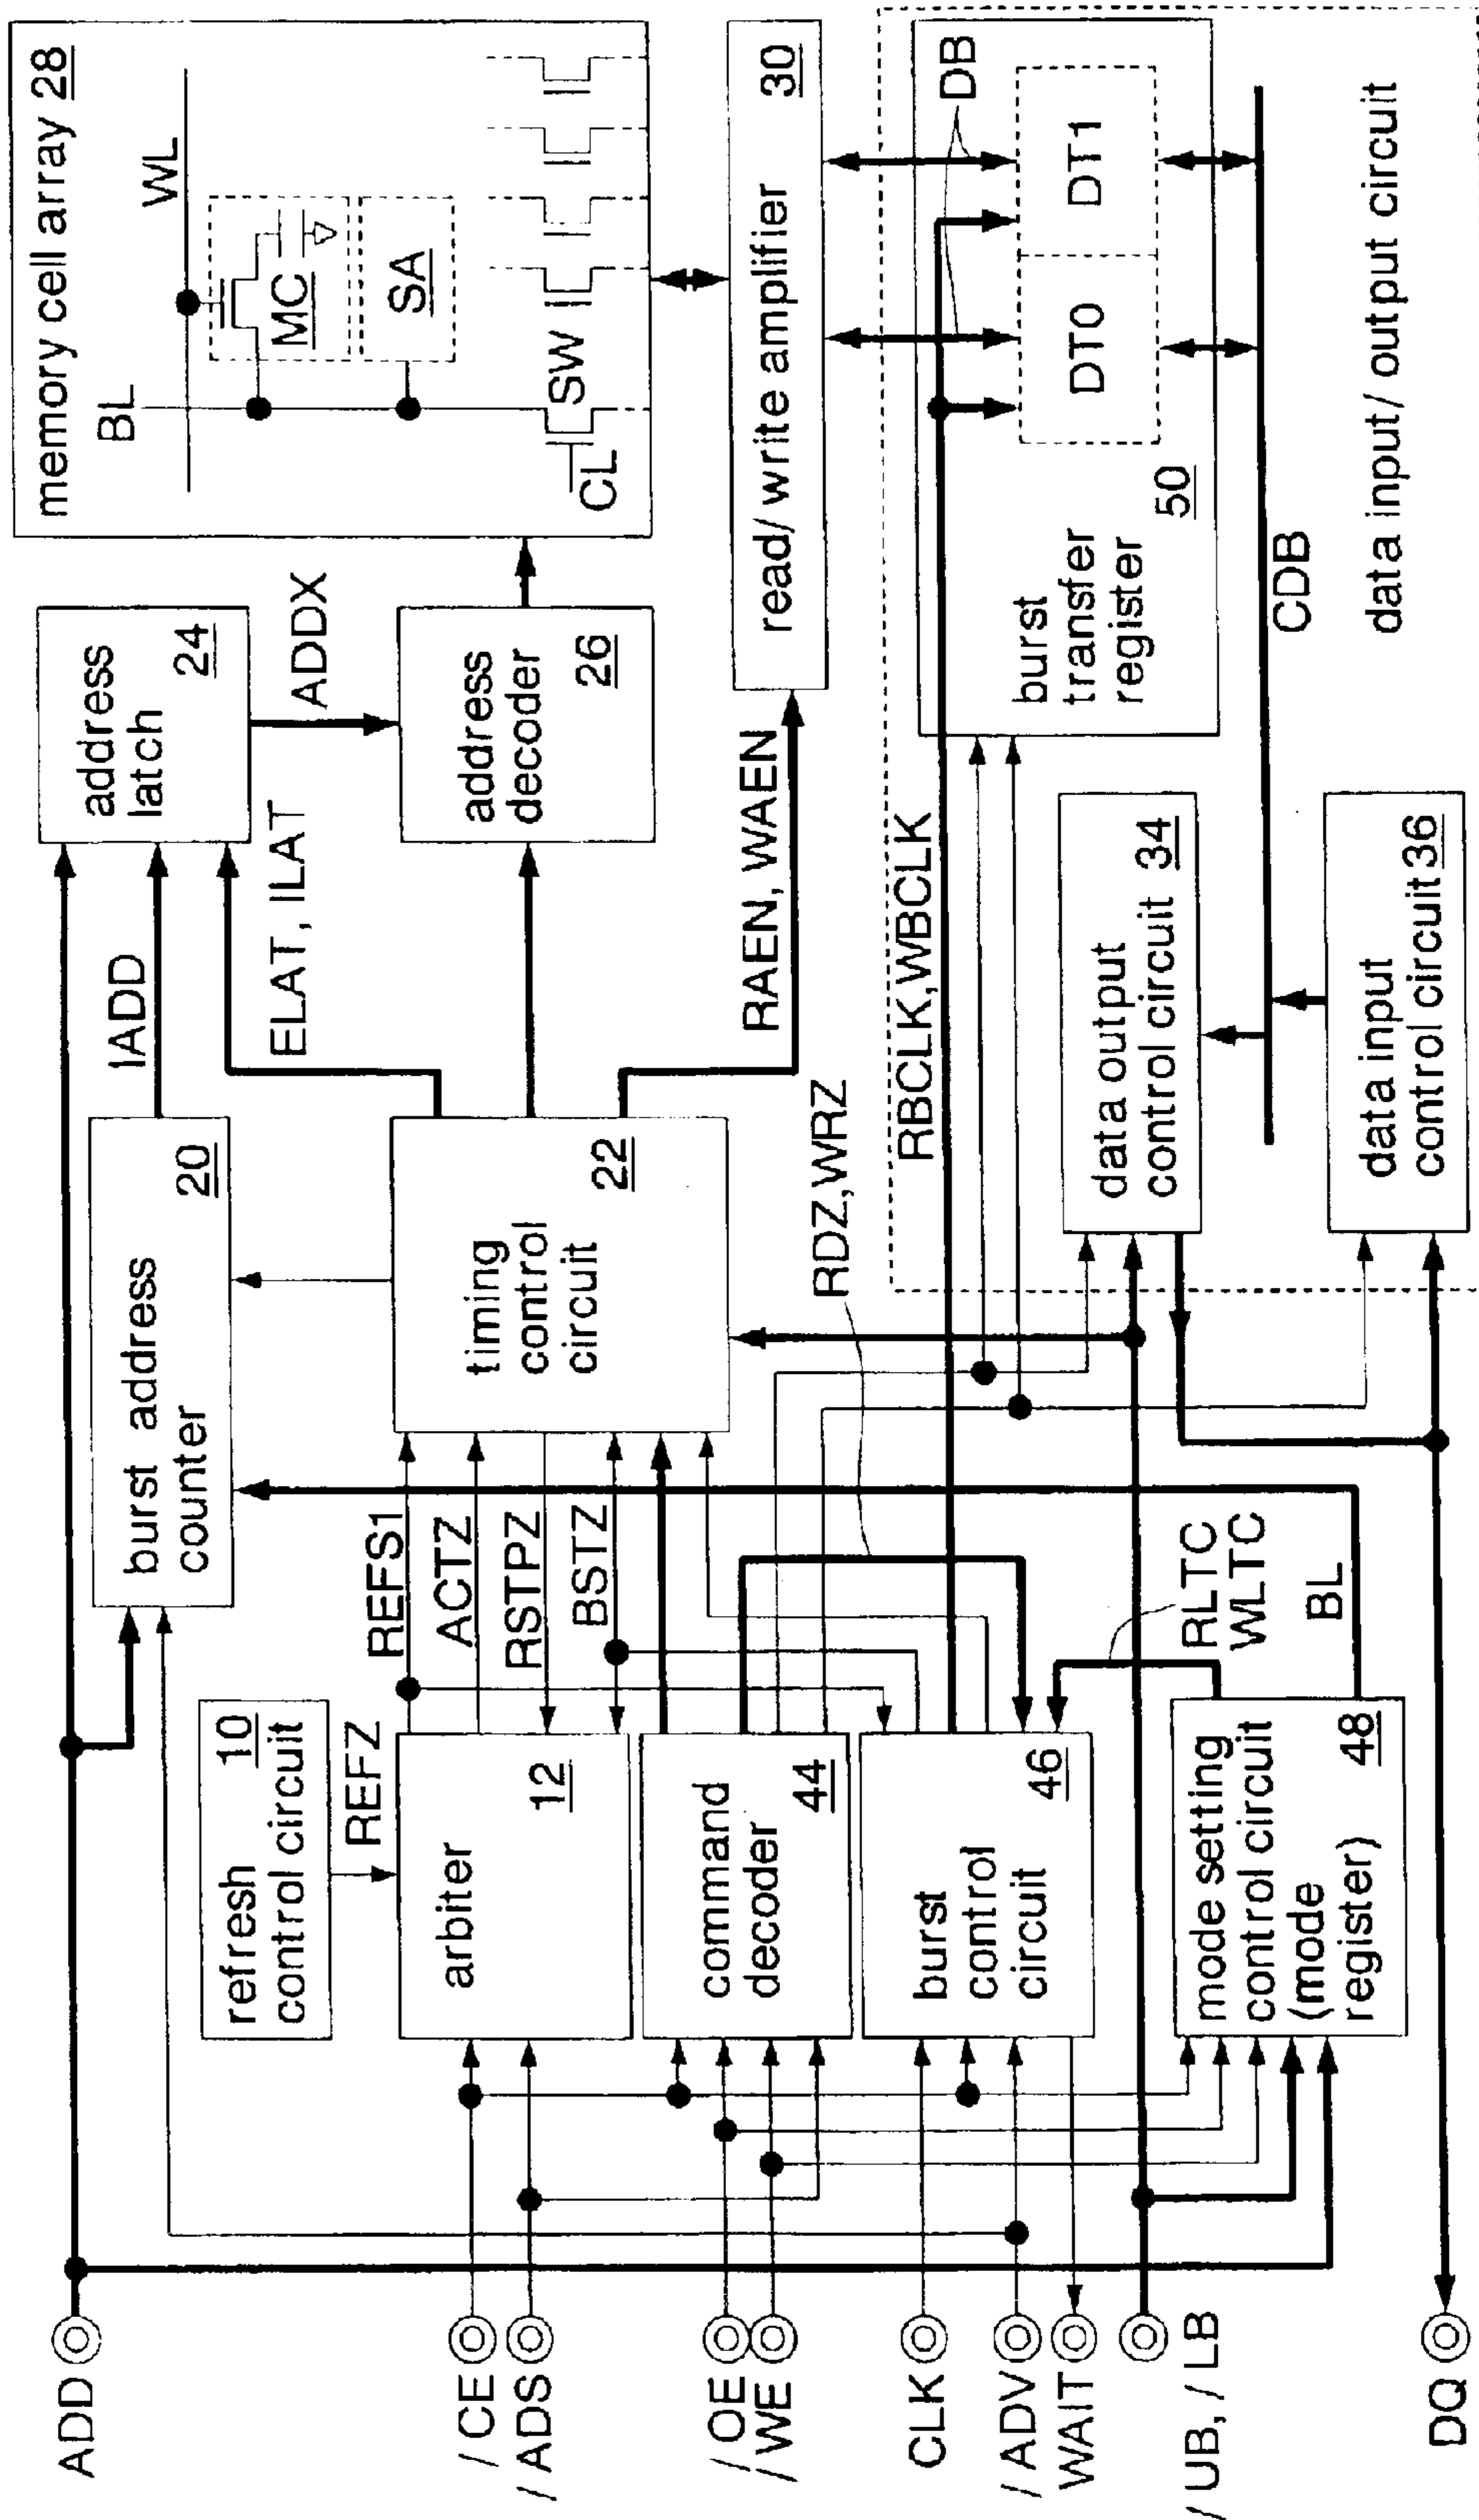 ADD
/ CE
/ ADS
/ OE
/ WE
CLK
/ ADV
WAIT
/ UB, / LB
DQ
refresh 10
control circuit
REFZ
arbiter
12
command
decoder
44
burst
control
circuit
46
mode setting
control circuit
(mode
register)
48
REFS1
ACTZ
RSTPZ
BSTZ
RLTC
WLTC
BL
burst address
counter
20
timing
control
circuit
22
RDZ,WRZ
IADD
ELAT, ILAT
RAEN, WAEN
RBCLK,WBCLK
address
latch
24
ADDX
address
decoder
26
data output
control circuit 34
data input
control circuit 36
memory cell array 28
BL
WL
MC
SA
SW
CL
read/ write amplifier 30
DB
burst
transfer
register
50
DT0
DT1
CDB
data input/ output circuit